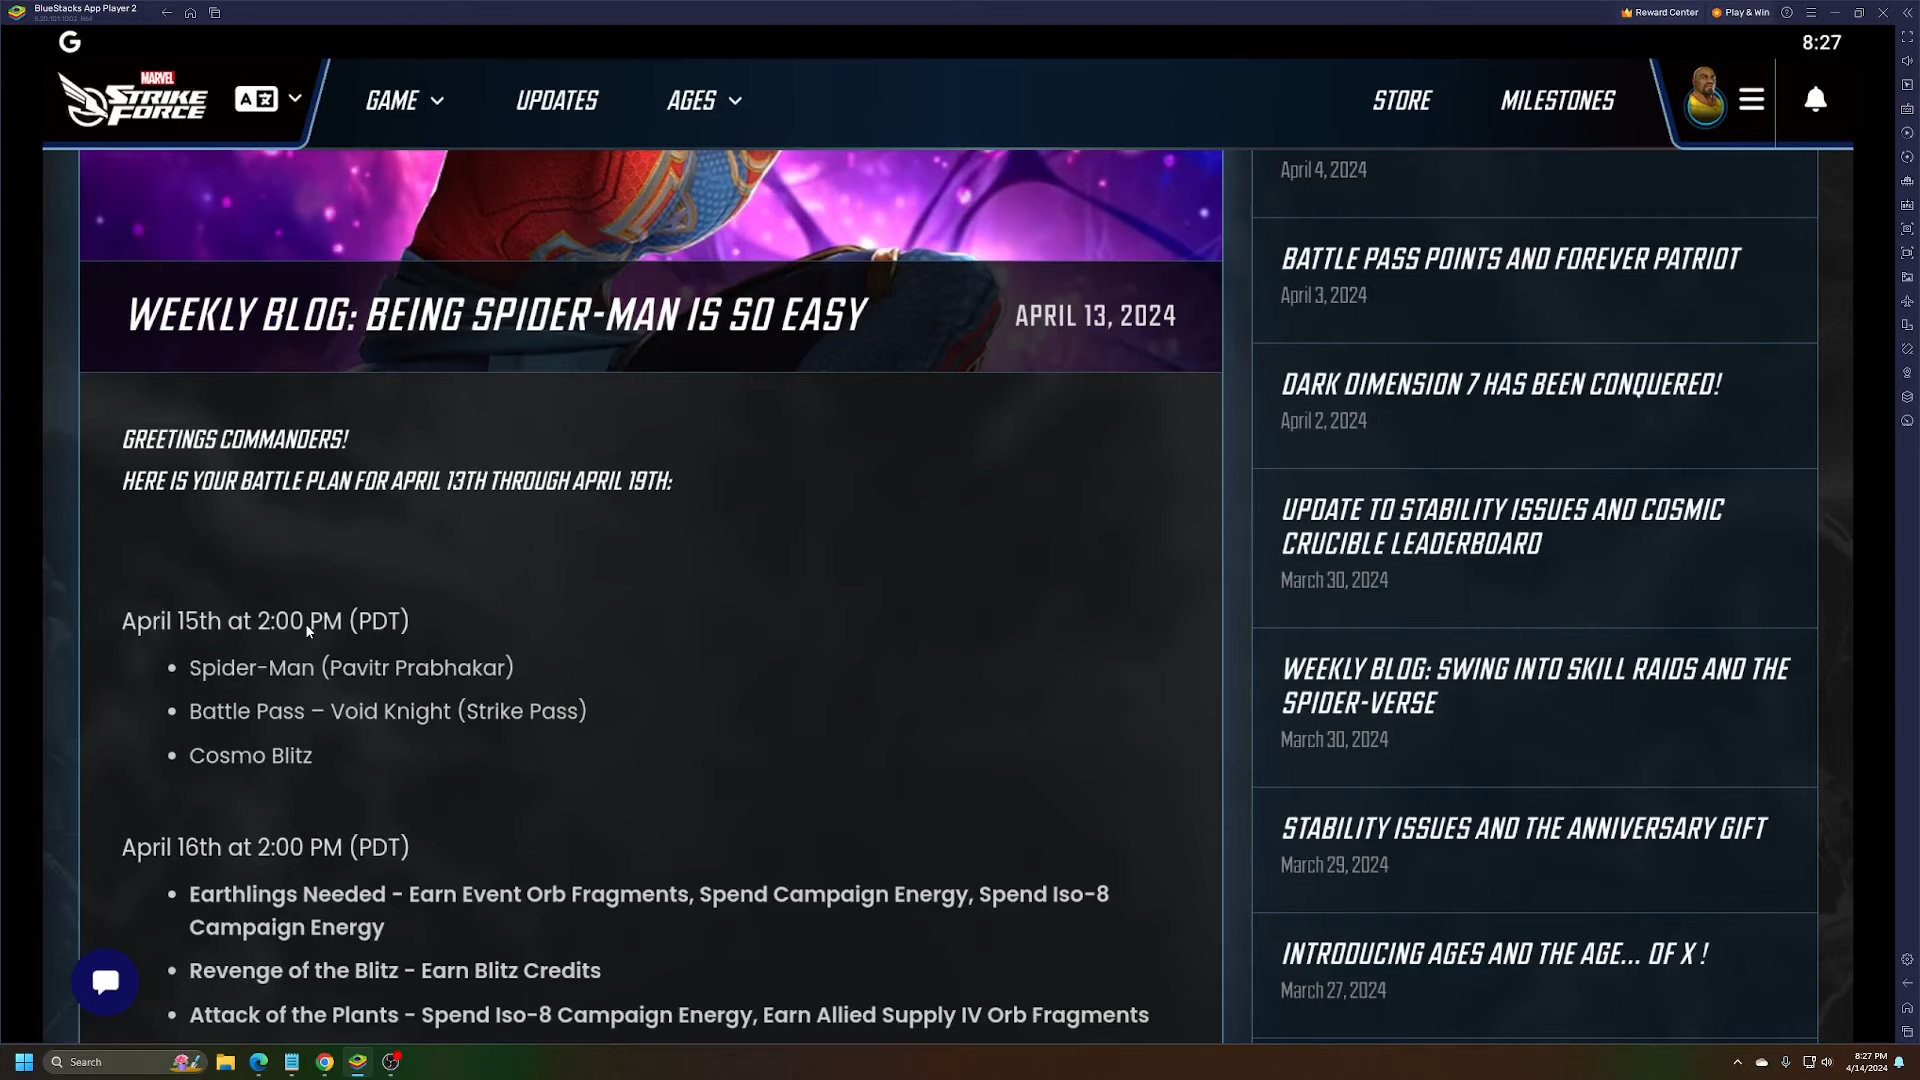 BlueStacks App Player 2
5.20.101.1002 N64
Reward Center
Play & Win
G
8:27
MARVEL
STRIKE
FORCE
A
GAME
UPDATES
AGES
STORE
MILESTONES
WEEKLY BLOG: BEING SPIDER-MAN IS SO EASY
APRIL 13, 2024
GREETINGS COMMANDERS!
HERE IS YOUR BATTLE PLAN FOR APRIL 13TH THROUGH APRIL 19TH:
April 15th at 2:00 PM (PDT)
• Spider-Man (Pavitr Prabhakar)
• Battle Pass – Void Knight (Strike Pass)
• Cosmo Blitz
April 16th at 2:00 PM (PDT)
• Earthlings Needed - Earn Event Orb Fragments, Spend Campaign Energy, Spend Iso-8
Campaign Energy
• Revenge of the Blitz - Earn Blitz Credits
• Attack of the Plants - Spend Iso-8 Campaign Energy, Earn Allied Supply IV Orb Fragments
April 4, 2024
BATTLE PASS POINTS AND FOREVER PATRIOT
April 3, 2024
DARK DIMENSION 7 HAS BEEN CONQUERED!
April 2, 2024
UPDATE TO STABILITY ISSUES AND COSMIC
CRUCIBLE LEADERBOARD
March 30, 2024
WEEKLY BLOG: SWING INTO SKILL RAIDS AND THE
SPIDER-VERSE
March 30, 2024
STABILITY ISSUES AND THE ANNIVERSARY GIFT
March 29, 2024
INTRODUCING AGES AND THE AGE... OF X !
March 27, 2024
Search
8:27 PM
4/14/2024